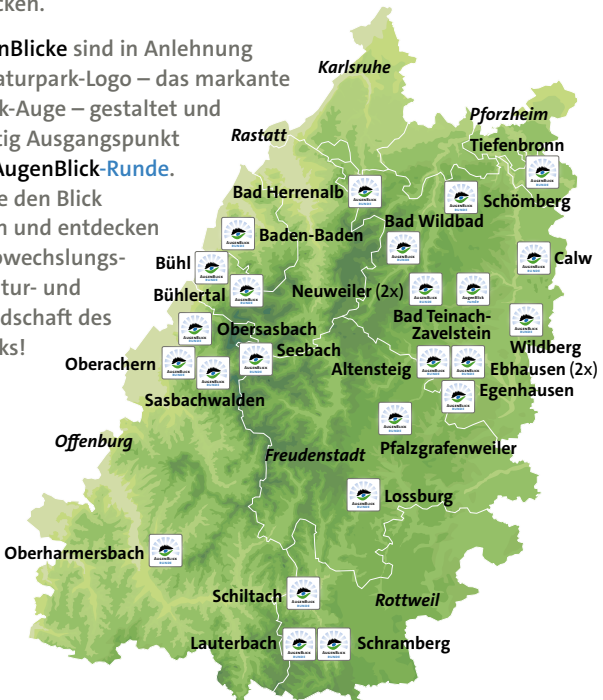 cken.
nBlicke sind in Anlehnung
aturpark-Logo – das markante
k-Auge – gestaltet und
tig Ausgangspunkt
AugenBlick-Runde.
e den Blick
n und entdecken
bwechslungs-
tur- und
dschaft des
ks!
Karlsruhe
Pforzheim
Rastatt
Tiefenbronn
Bad Herrenalb
Schömberg
Bad Wildbad
Baden-Baden
Calw
Bühl
Bühlertal
Neuweiler (2x)
Bad Teinach-
Zavelstein
Obersasbach
Wildberg
Seebach
Oberachern
Altensteig
Ebhausen (2x)
Egenhausen
Sasbachwalden
Offenburg
Freudenstadt
Pfalzgrafenweiler
Lossburg
Oberharmersbach
Schiltach
Rottweil
Lauterbach
Schramberg